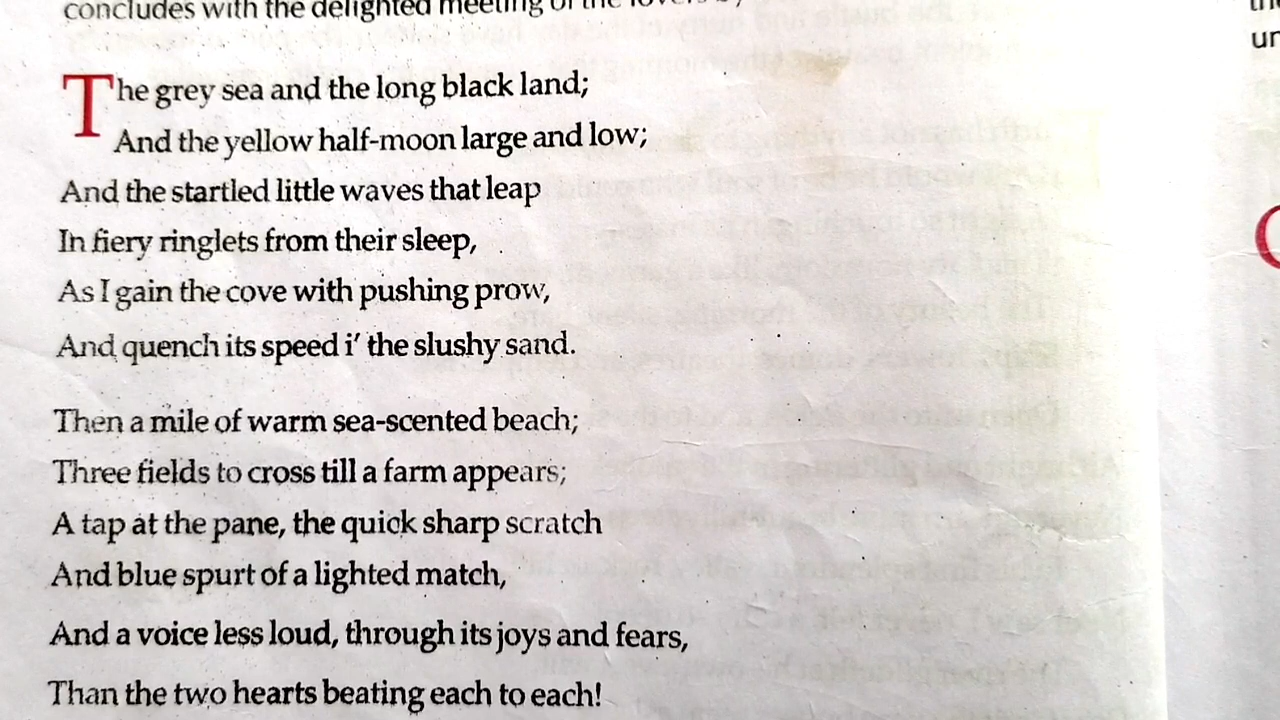 concludes with the delighted meeting of the lovers
The grey sea and the long black land;
And the yellow half-moon large and low;
And the startled little waves that leap
In fiery ringlets from their sleep,
As I gain the cove with pushing prow,
And quench its speed i' the slushy sand.
Then a mile of warm sea-scented beach;
Three fields to cross till a farm appears;
A tap at the pane, the quick sharp scratch
And blue spurt of a lighted match,
And a voice less loud, through its joys and fears,
Than the two hearts beating each to each!